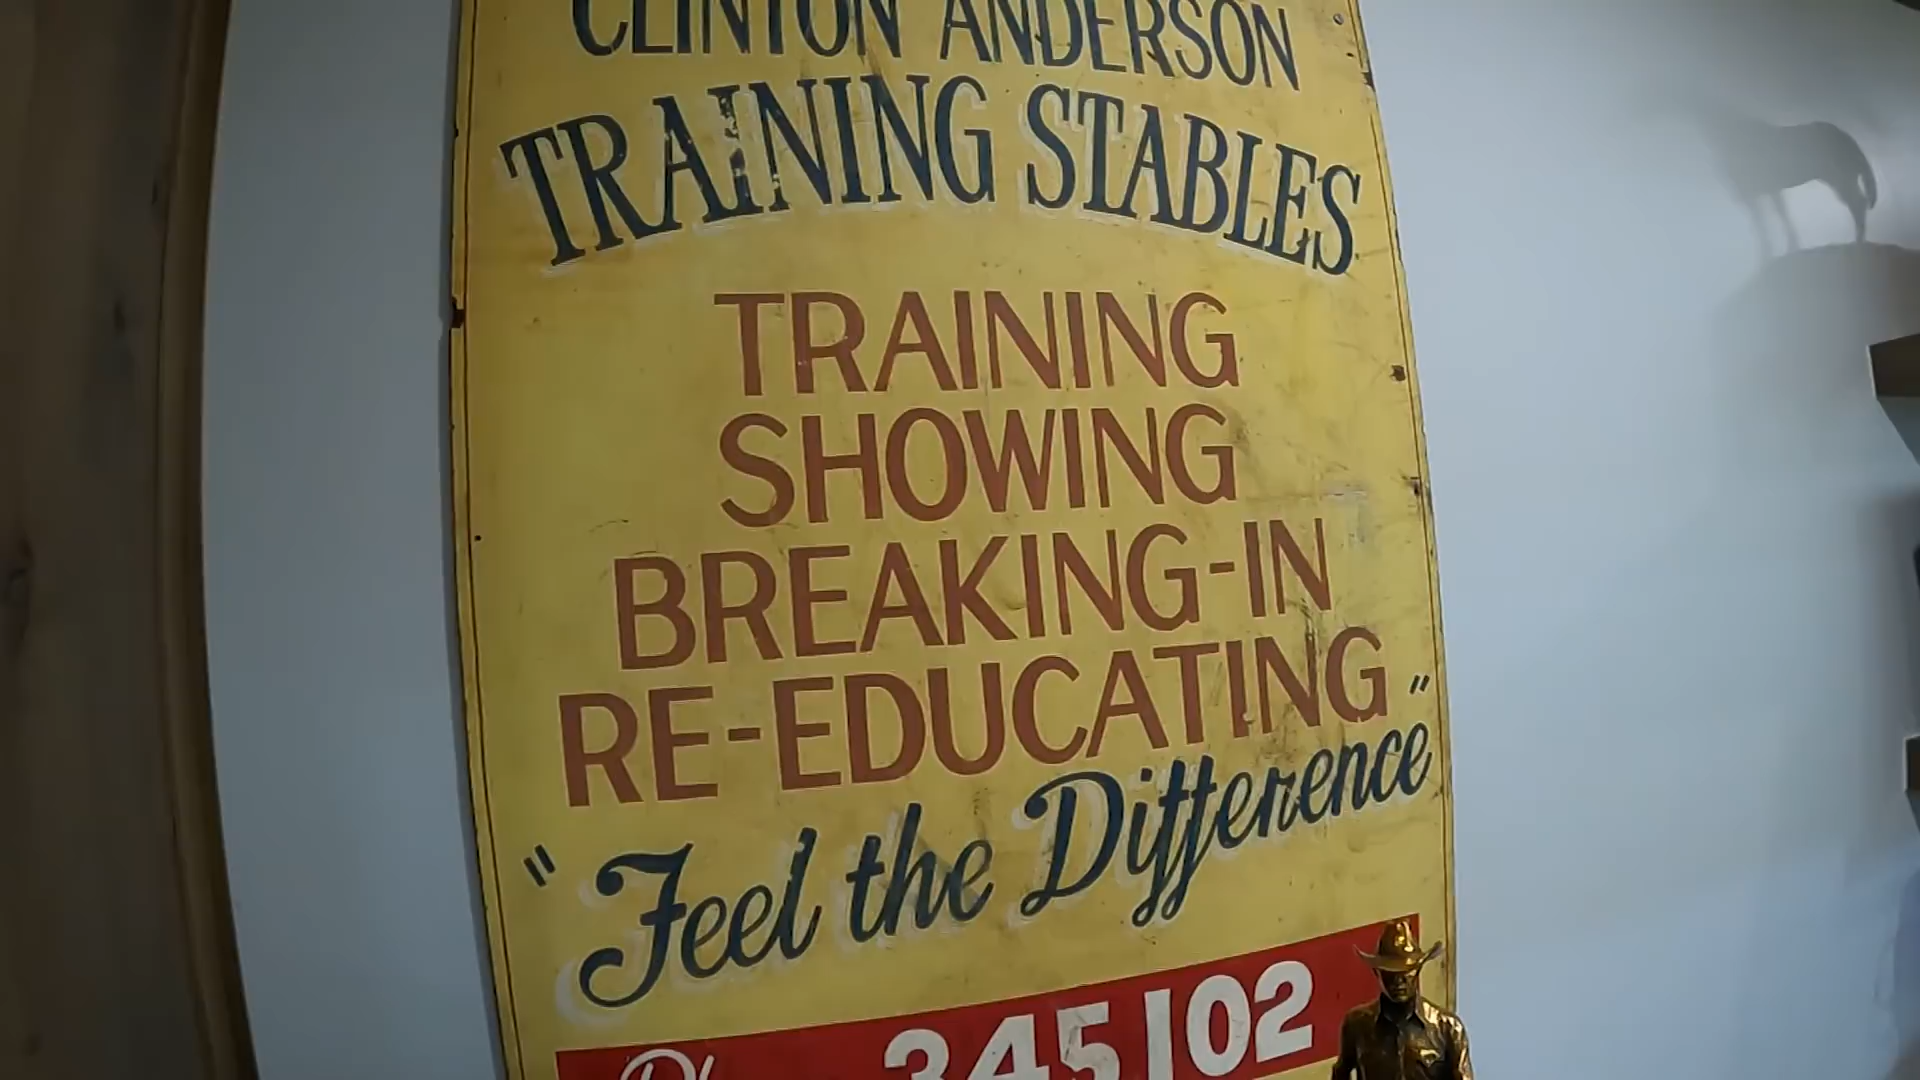 CLINTON ANDERSON
TRAINING STABLES
TRAINING
SHOWING
BREAKING-IN
RE-EDUCATING
"Feel the Difference"
345102